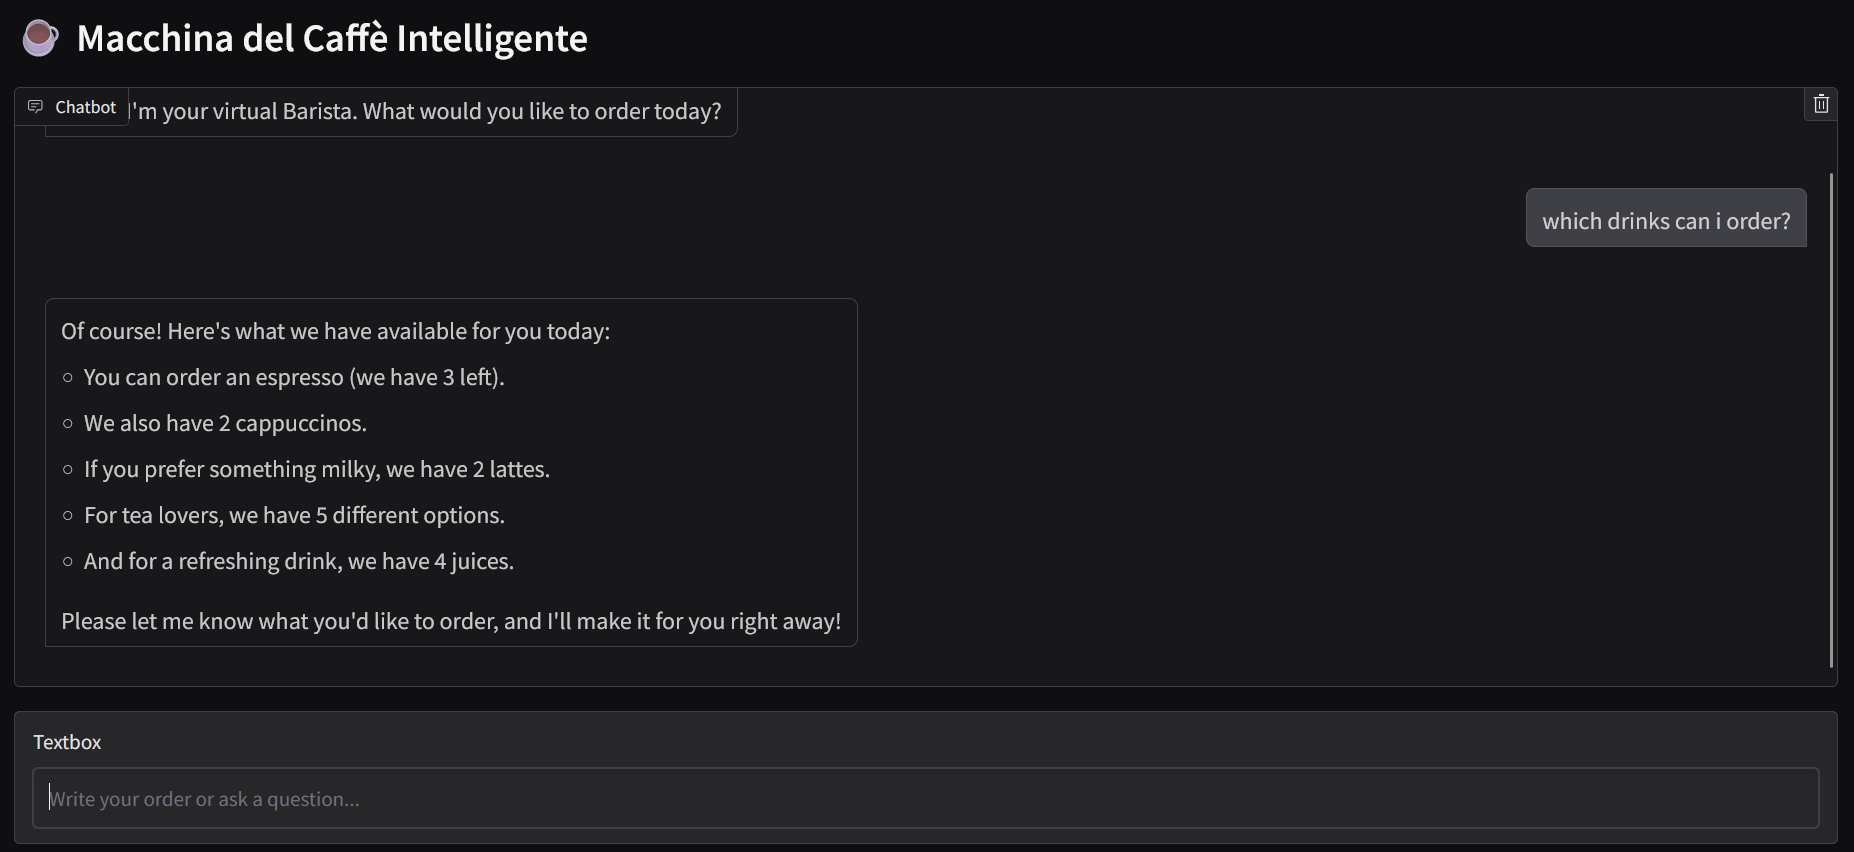 Macchina del Caffè Intelligente
Chatbot
'm your virtual Barista. What would you like to order today?
which drinks can i order?
Of course! Here's what we have available for you today:
You can order an espresso (we have 3 left).
We also have 2 cappuccinos.
If you prefer something milky, we have 2 lattes.
For tea lovers, we have 5 different options.
And for a refreshing drink, we have 4 juices.
Please let me know what you'd like to order, and I'll make it for you right away!
Textbox
Write your order or ask a question...